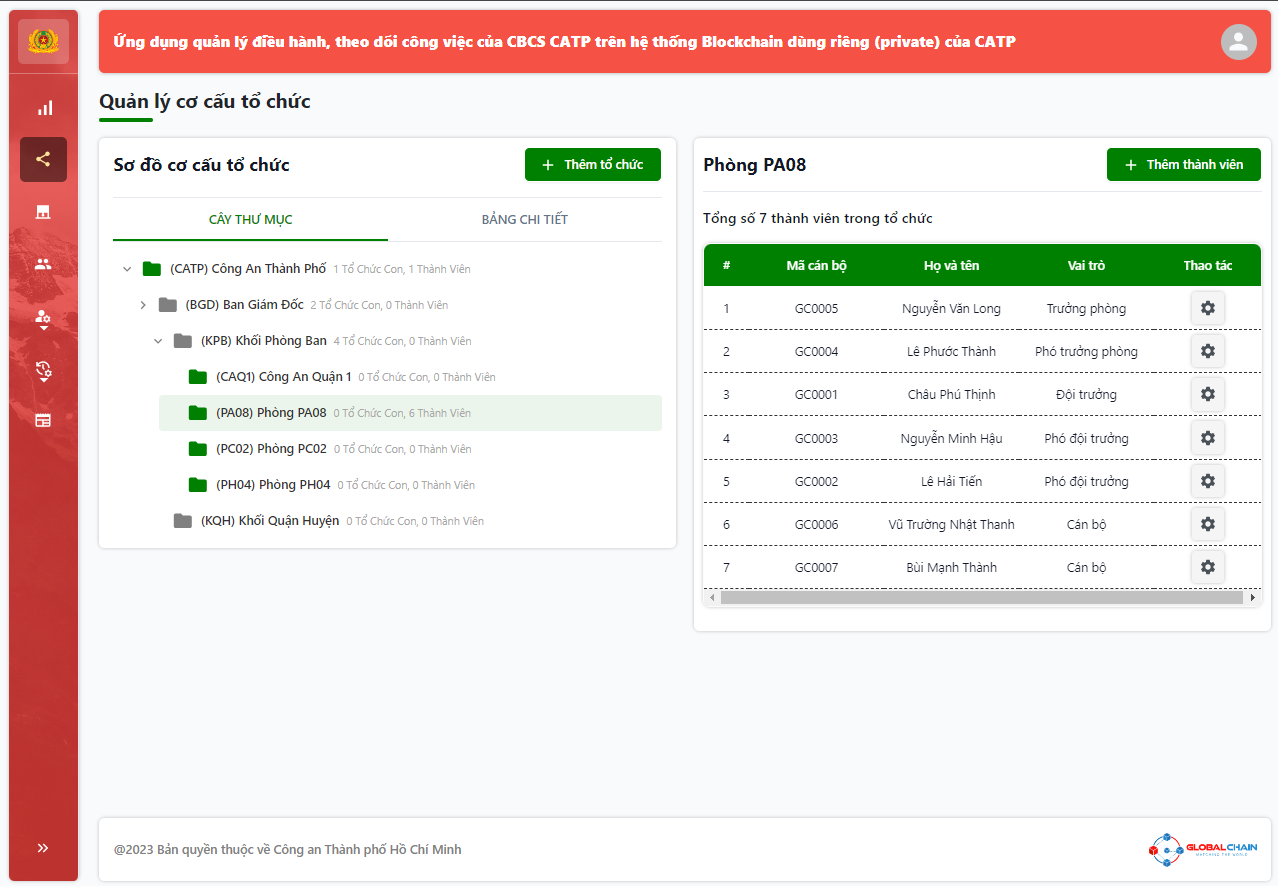 Ứng dụng quản lý điều hành, theo dõi công việc của CBCS CATP trên hệ thống Blockchain dùng riêng (private) của CATP
Quản lý cơ cấu tổ chức
Sơ đồ cơ cấu tổ chức
+ Thêm tổ chức
CÂY THƯ MỤC
BẢNG CHI TIẾT
(CATP) Công An Thành Phố 1 Tổ Chức Con, 1 Thành Viên
(BGD) Ban Giám Đốc 2 Tổ Chức Con, 0 Thành Viên
(KPB) Khối Phòng Ban 4 Tổ Chức Con, 0 Thành Viên
(CAQ1) Công An Quận 1 0 Tổ Chức Con, 0 Thành Viên
(PA08) Phòng PA08 0 Tổ Chức Con, 6 Thành Viên
(PC02) Phòng PC02 0 Tổ Chức Con, 0 Thành Viên
(PH04) Phòng PH04 0 Tổ Chức Con, 0 Thành Viên
(KQH) Khối Quận Huyện 0 Tổ Chức Con, 0 Thành Viên
Phòng PA08
+ Thêm thành viên
Tổng số 7 thành viên trong tổ chức
# Mã cán bộ Họ và tên Vai trò Thao tác
1 GC0005 Nguyễn Văn Long Trưởng phòng
2 GC0004 Lê Phước Thành Phó trưởng phòng
3 GC0001 Châu Phú Thịnh Đội trưởng
4 GC0003 Nguyễn Minh Hậu Phó đội trưởng
5 GC0002 Lê Hải Tiến Phó đội trưởng
6 GC0006 Vũ Trường Nhật Thanh Cán bộ
7 GC0007 Bùi Mạnh Thành Cán bộ
@2023 Bản quyền thuộc về Công an Thành phố Hồ Chí Minh
GLOBALCHAIN